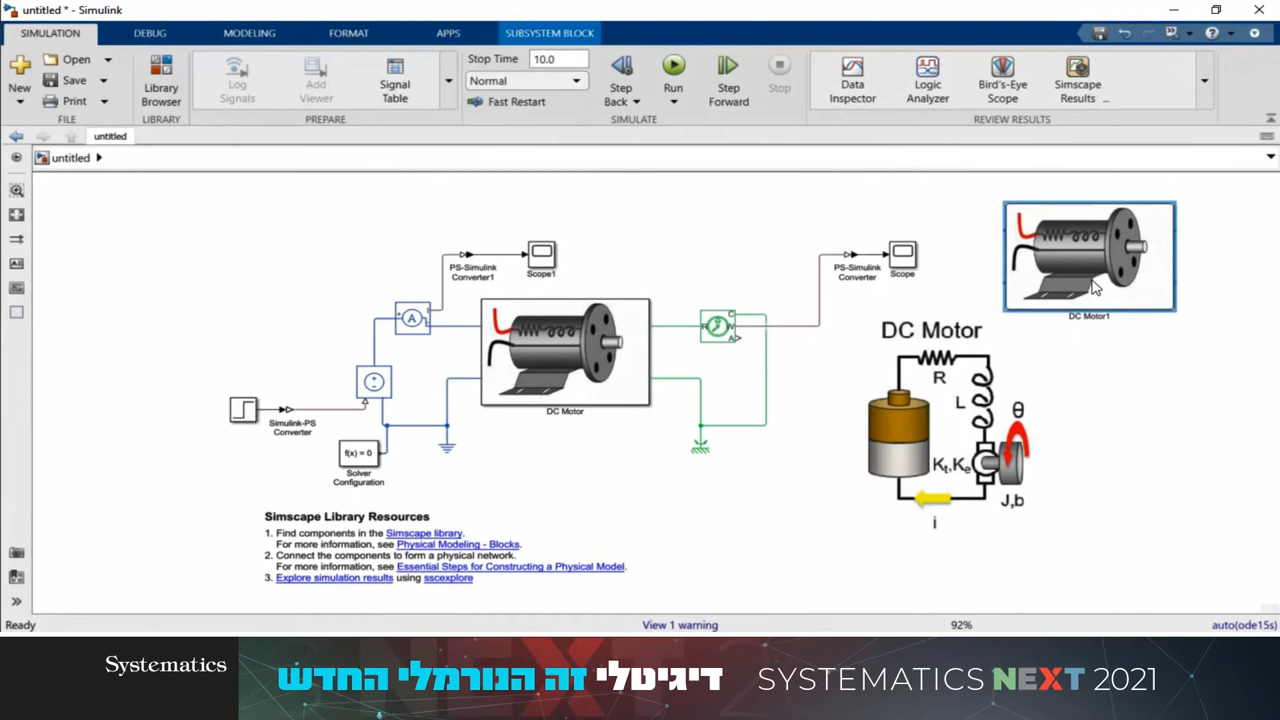 untitled * - Simulink
SIMULATION
DEBUG
MODELING
FORMAT
APPS
SUBSYSTEM BLOCK
New
Open
Save
Print
FILE
Library
Browser
LIBRARY
Log
Signals
Add
Viewer
Signal
Table
PREPARE
Stop Time
10.0
Normal
Fast Restart
Step
Back
Run
Step
Forward
Stop
SIMULATE
Data
Inspector
Logic
Analyzer
Bird's-Eye
Scope
Simscape
Results ...
REVIEW RESULTS
untitled
untitled
PS-Simulink
Converter1
Scope1
A
DC Motor
R
C
W
A
PS-Simulink
Converter
Scope
DC Motor1
Simulink-PS
Converter
f(x) = 0
Solver
Configuration
DC Motor
R
L
θ
Kt,Ke
J,b
i
Simscape Library Resources
1. Find components in the Simscape library.
For more information, see Physical Modeling - Blocks.
2. Connect the components to form a physical network.
For more information, see Essential Steps for Constructing a Physical Model.
3. Explore simulation results using sscexplore
Ready
View 1 warning
92%
auto(ode15s)
Systematics
דיגיטלי זה הנורמלי החדש
SYSTEMATICS NEXT 2021